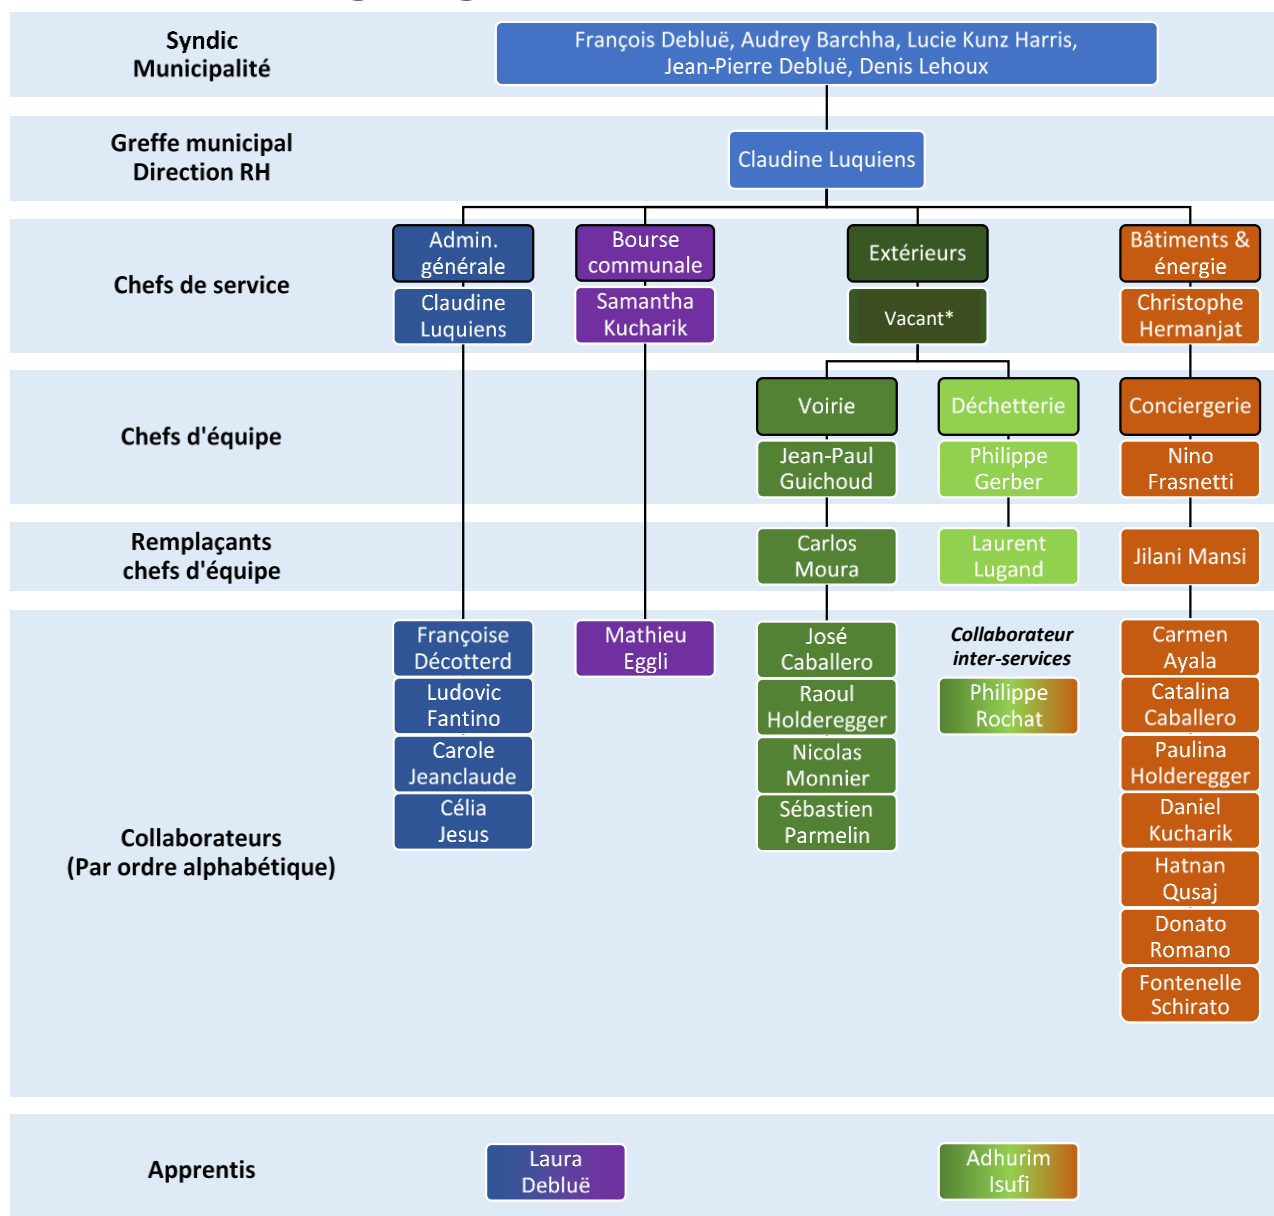 Syndic
Municipalité
François Debluë, Audrey Barchha, Lucie Kunz Harris,
Jean-Pierre Debluë, Denis Lehoux
Greffe municipal
Direction RH
Claudine Luquiens
Chefs de service
Admin.
générale
Claudine
Luquiens
Bourse
communale
Samantha
Kucharik
Extérieurs
Vacant*
Bâtiments &
énergie
Christophe
Hermanjat
Chefs d'équipe
Voirie
Jean-Paul
Guichoud
Déchetterie
Philippe
Gerber
Conciergerie
Nino
Frasnetti
Remplaçants
chefs d'équipe
Carlos
Moura
Laurent
Lugand
Jilani Mansi
Collaborateurs
(Par ordre alphabétique)
Françoise
Décotterd
Ludovic
Fantino
Carole
Jeanclaude
Célia
Jesus
Mathieu
Eggli
José
Caballero
Raoul
Holderegger
Nicolas
Monnier
Sébastien
Parmelin
Collaborateur
inter-services
Philippe
Rochat
Carmen
Ayala
Catalina
Caballero
Paulina
Holderegger
Daniel
Kucharik
Hatnan
Qusaj
Donato
Romano
Fontenelle
Schirato
Apprentis
Laura
Debluë
Adhurim
Isufi